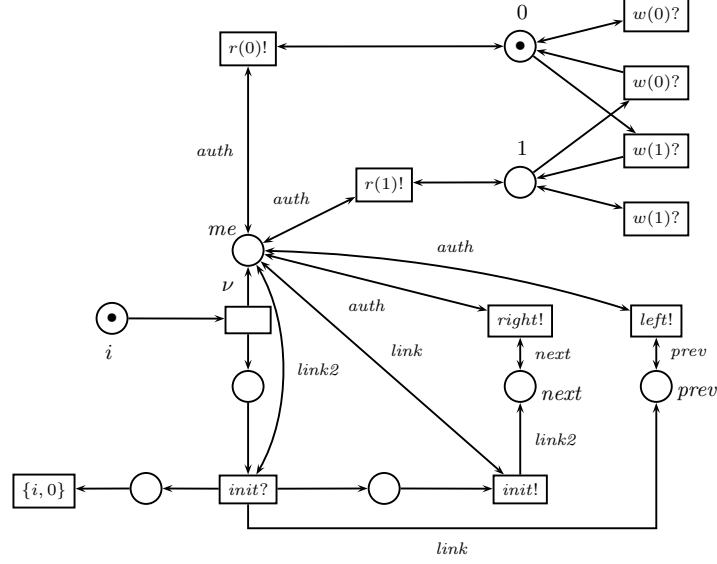 0
w(0)?
r(0)!
w(0)?
auth
1
w(1)?
r(1)!
auth
w(1)?
me
auth
ν
auth
right!
left!
i
link
next
prev
link2
next
prev
link2
{i, 0}
init?
init!
link